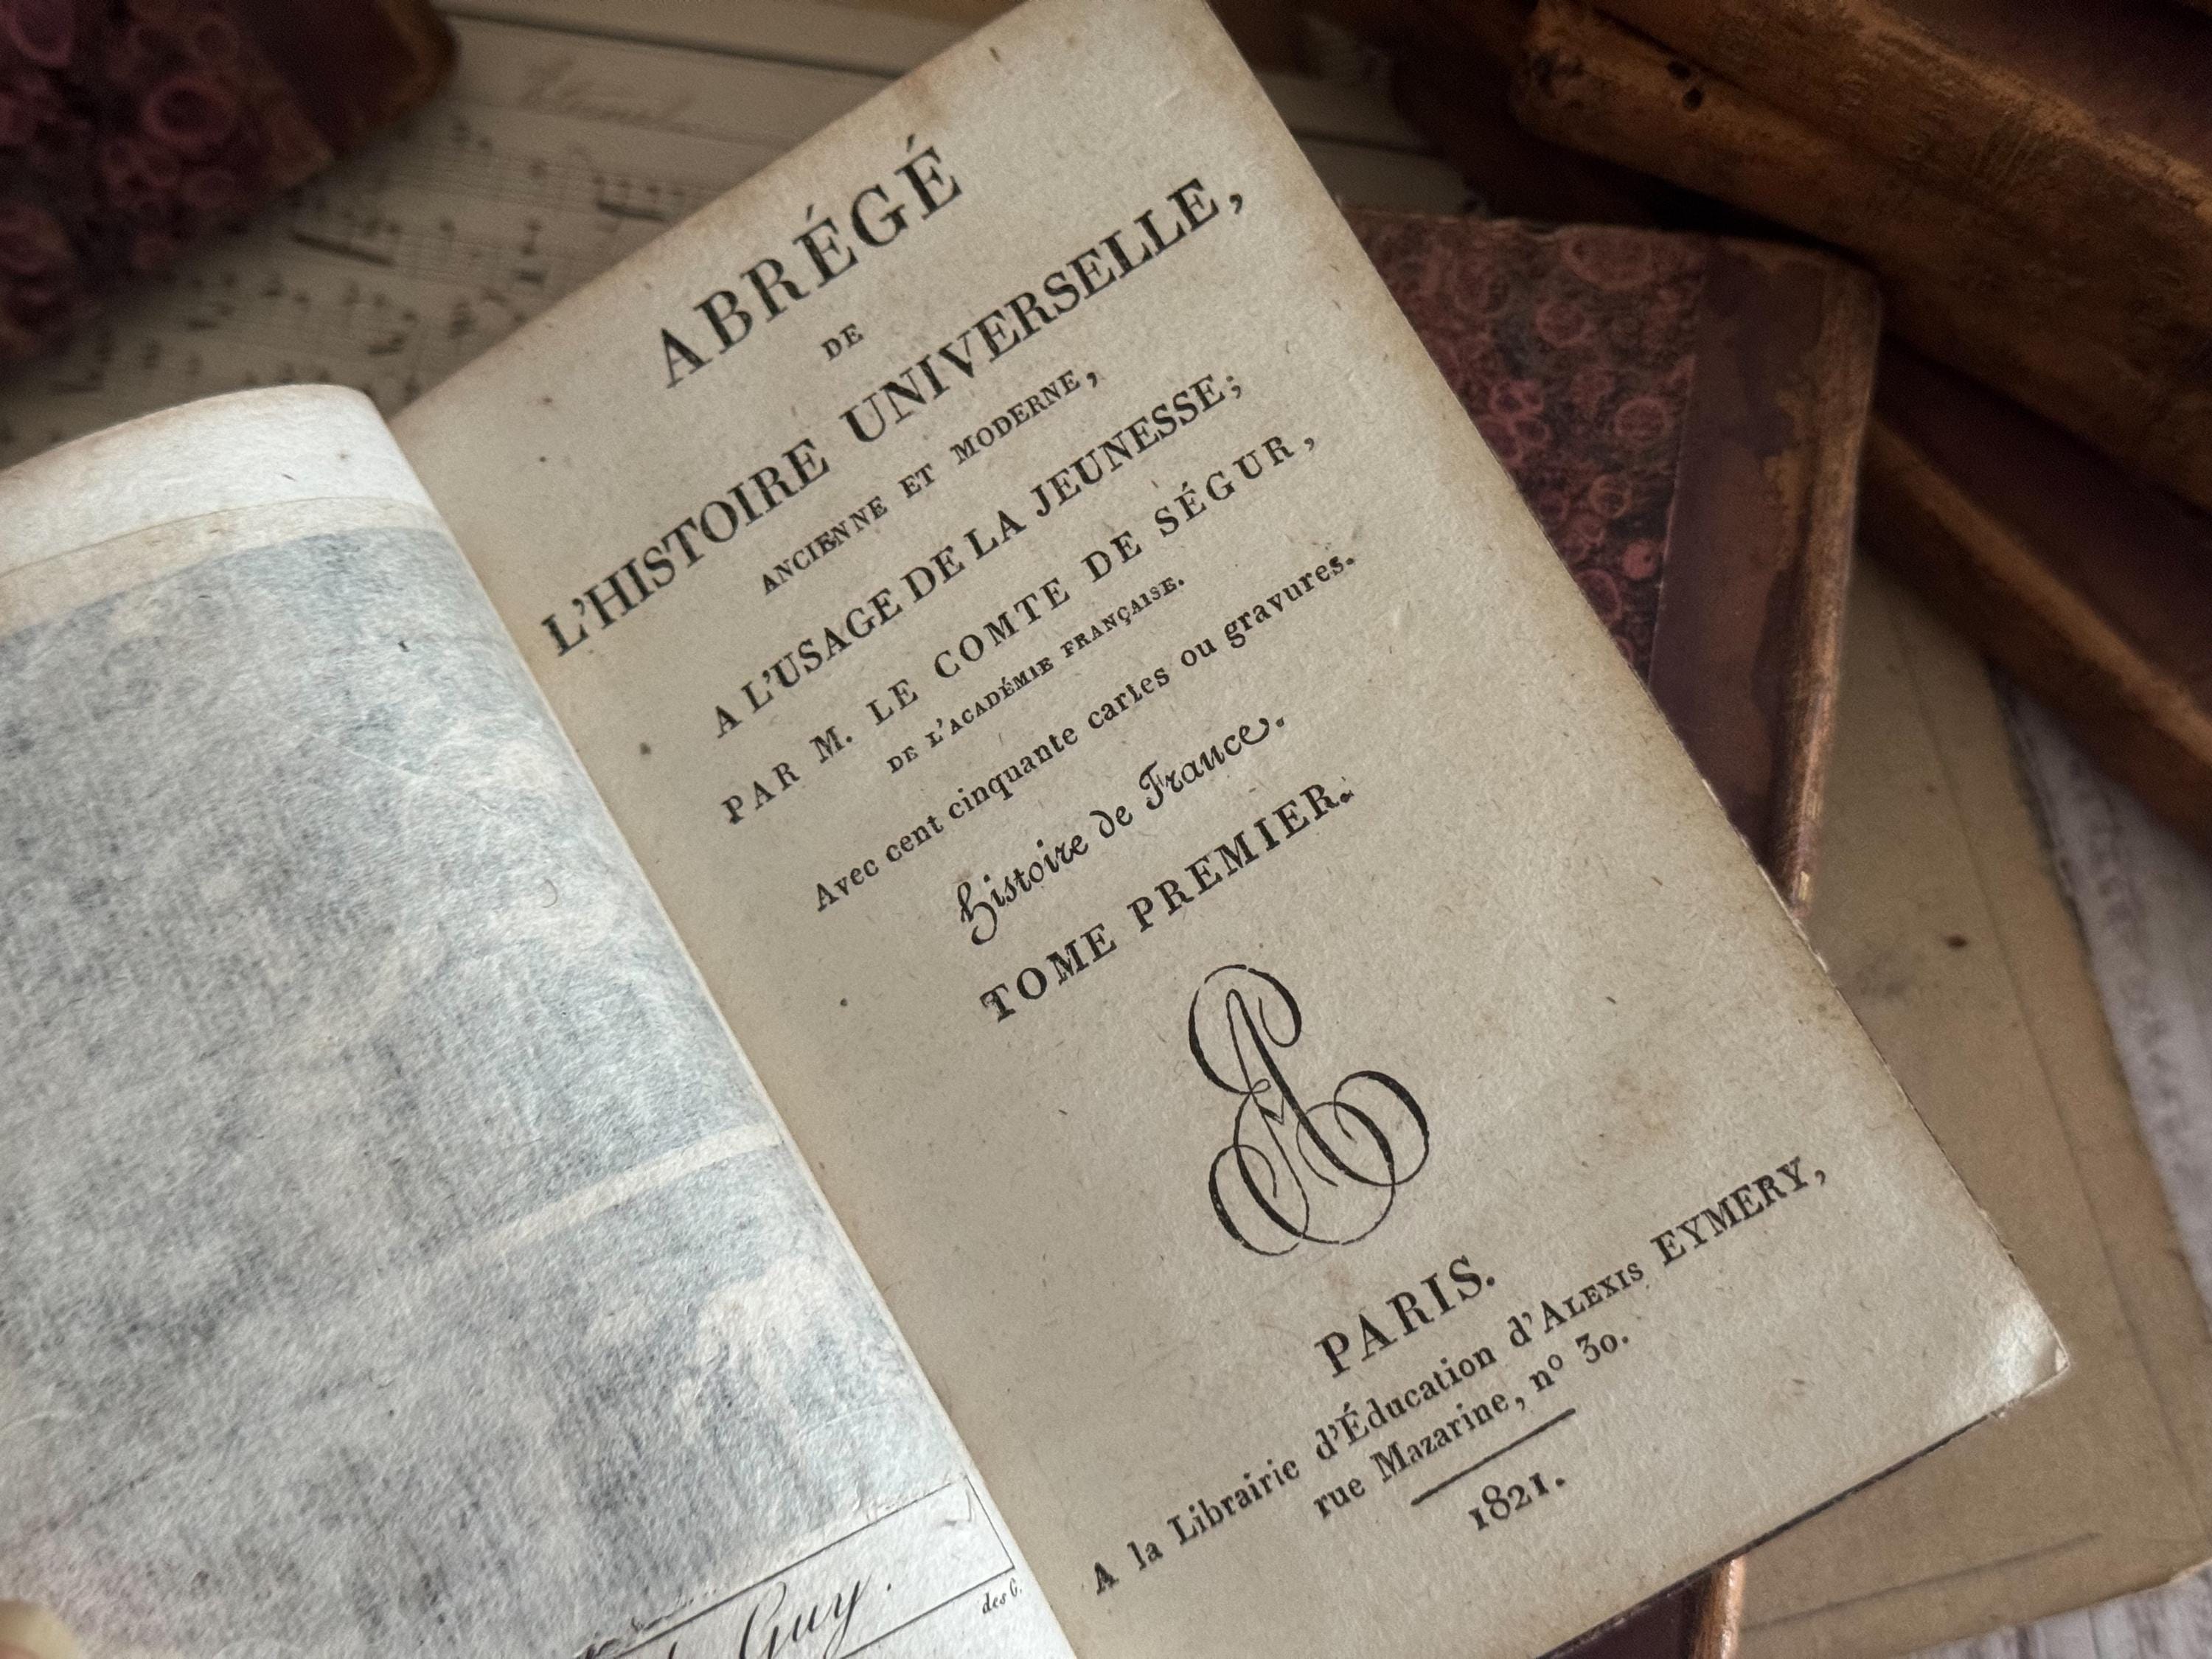 ABRÉGÉ
DE
L'HISTOIRE UNIVERSELLE,
ANCIENNE ET MODERNE,
A L'USAGE DE LA JEUNESSE;
PAR M. LE COMTE DE SÉGUR,
DE L'ACADÉMIE FRANÇAISE.
Avec cent cinquante cartes ou gravures.
Histoire de France.
TOME PREMIER.
PARIS.
A la Librairie d'Éducation d'ALEXIS EYMERY,
rue Mazarine, nº 30.
1821.
Guy.
des G.